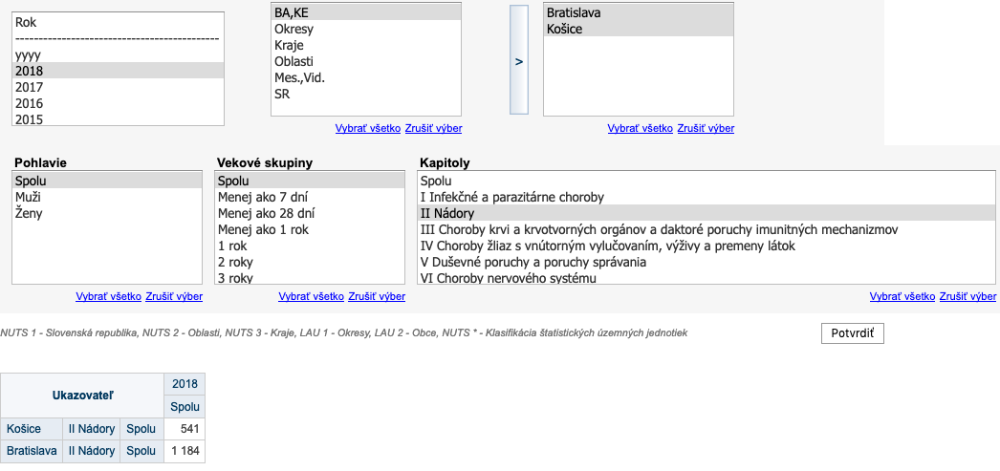 Rok
---------------------------------------------
yyyy
2018
2017
2016
2015
BA,KE
Okresy
Kraje
Oblasti
Mes.,Vid.
SR
Vybrať všetko Zrušiť výber
>
Bratislava
Košice
Vybrať všetko Zrušiť výber
Pohlavie
Spolu
Muži
Ženy
Vybrať všetko Zrušiť výber
Vekové skupiny
Spolu
Menej ako 7 dní
Menej ako 28 dní
Menej ako 1 rok
1 rok
2 roky
3 roky
Vybrať všetko Zrušiť výber
Kapitoly
Spolu
I Infekčné a parazitárne choroby
II Nádory
III Choroby krvi a krvotvorných orgánov a daktoré poruchy imunitných mechanizmov
IV Choroby žliaz s vnútorným vylučovaním, výživy a premeny látok
V Duševné poruchy a poruchy správania
VI Choroby nervového systému
Vybrať všetko Zrušiť výber
NUTS 1 - Slovenská republika, NUTS 2 - Oblasti, NUTS 3 - Kraje, LAU 1 - Okresy, LAU 2 - Obce, NUTS * - Klasifikácia štatistických územných jednotiek
Potvrdiť
Ukazovateľ 2018
Spolu
Košice II Nádory Spolu 541
Bratislava II Nádory Spolu 1 184